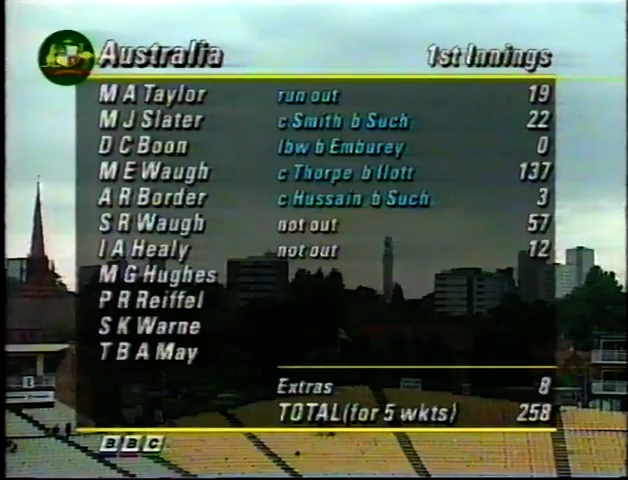 Australia 1st Innings
M A Taylor run out 19
M J Slater c Smith b Such 22
D C Boon lbw b Emburey 0
M E Waugh c Thorpe b Ilott 137
A R Border c Hussain b Such 3
S R Waugh not out 57
I A Healy not out 12
M G Hughes
P R Reiffel
S K Warne
T B A May
Extras 8
TOTAL (for 5 wkts) 258
BBC